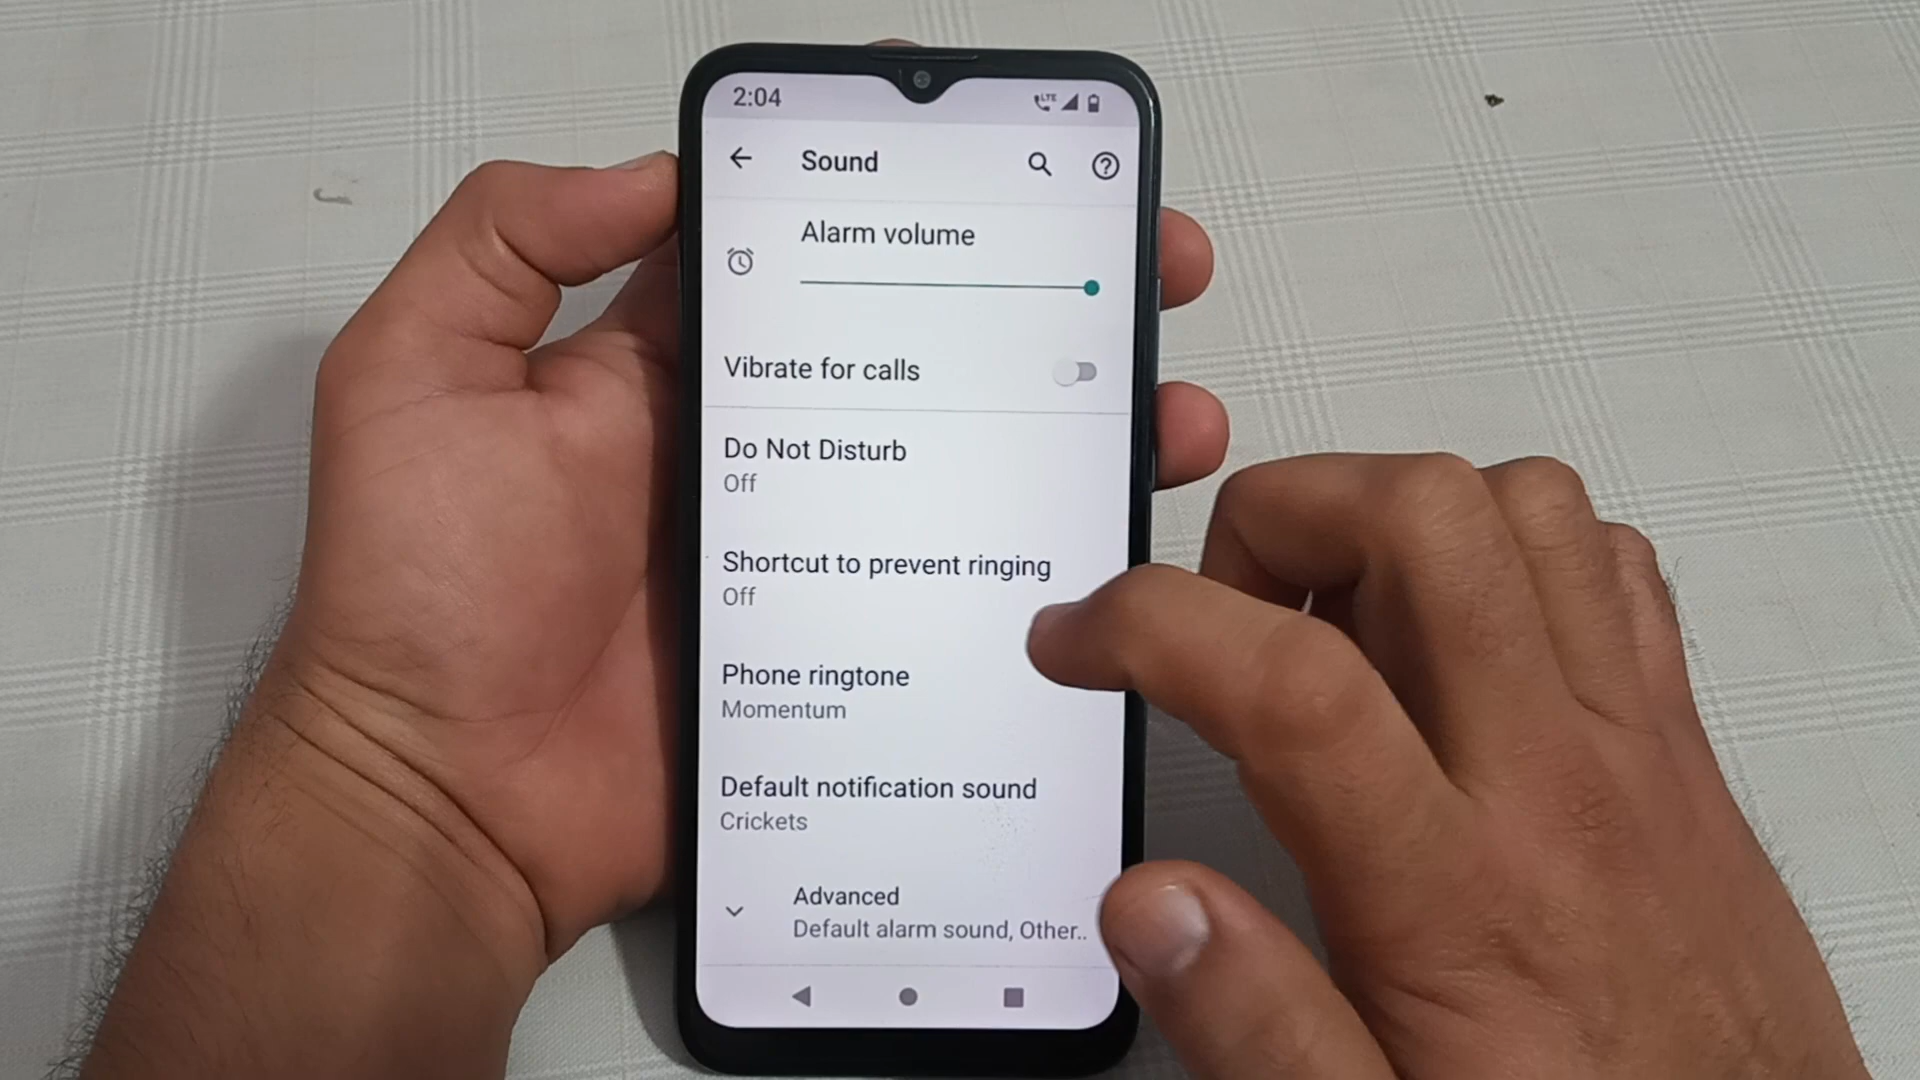 2:04
LTE
Sound
Alarm volume
Vibrate for calls
Do Not Disturb
Off
Shortcut to prevent ringing
Off
Phone ringtone
Momentum
Default notification sound
Crickets
Advanced
Default alarm sound, Other..